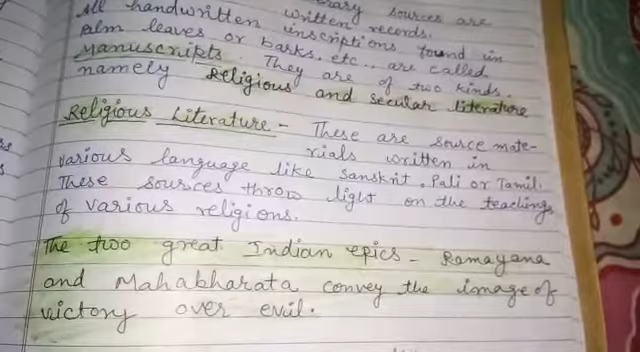 rary sources are
written records.
All handwritten inscriptions found in
palm leaves or barks, etc., are called
Manuscripts. They are of two kinds.
namely Religious and secular literature
Religious Literature - These are source mate-
rials written in
various language like Sanskrit, Pali or Tamil.
These sources throw light on the teachings
of various religions.
The two great Indian epics - Ramayana
and Mahabharata convey the image of
victory over evil.